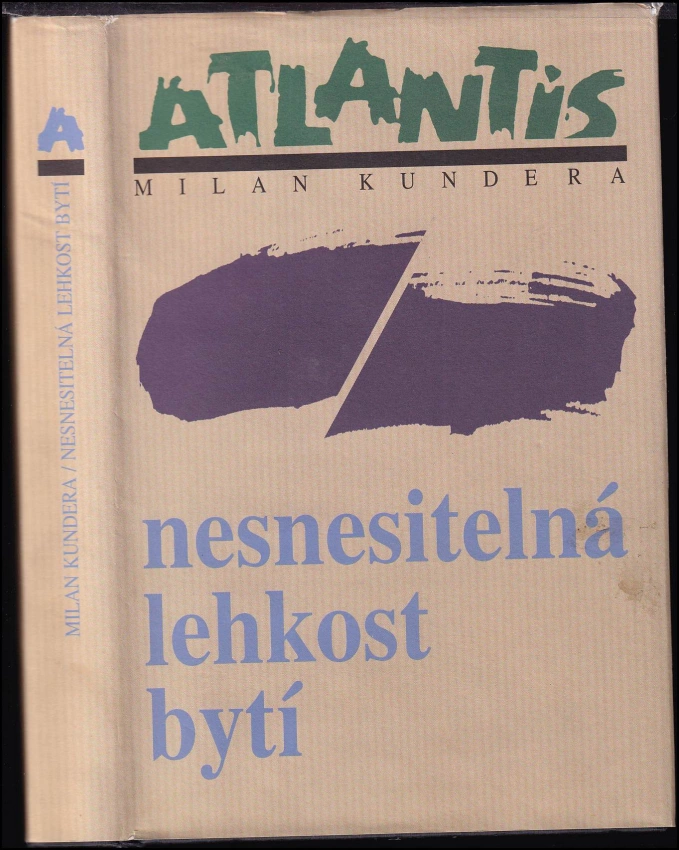 A
MILAN KUNDERA / NESNESITELNÁ LEHKOST BYTÍ
ATLANTiS
MILAN KUNDERA
nesnesitelná
lehkost
bytí